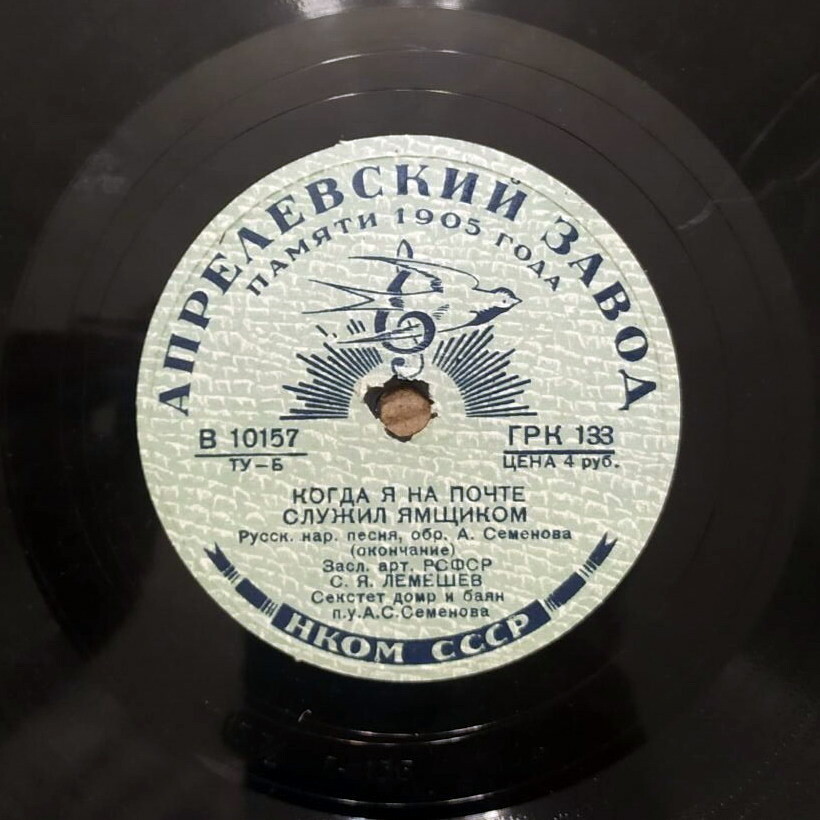 АПРЕЛЕВСКИЙ ЗАВОД
ПАМЯТИ 1905 ГОДА
В 10157
ТУ-Б
ГРК 133
ЦЕНА 4 руб.
КОГДА Я НА ПОЧТЕ
СЛУЖИЛ ЯМЩИКОМ
Русск. нар. песня, обр. А. Семенова
(окончание)
Засл. арт. РСФСР
С. Я. ЛЕМЕШЕВ
Секстет домр и баян
п.у.А.С.Семенова
НКОМ СССР